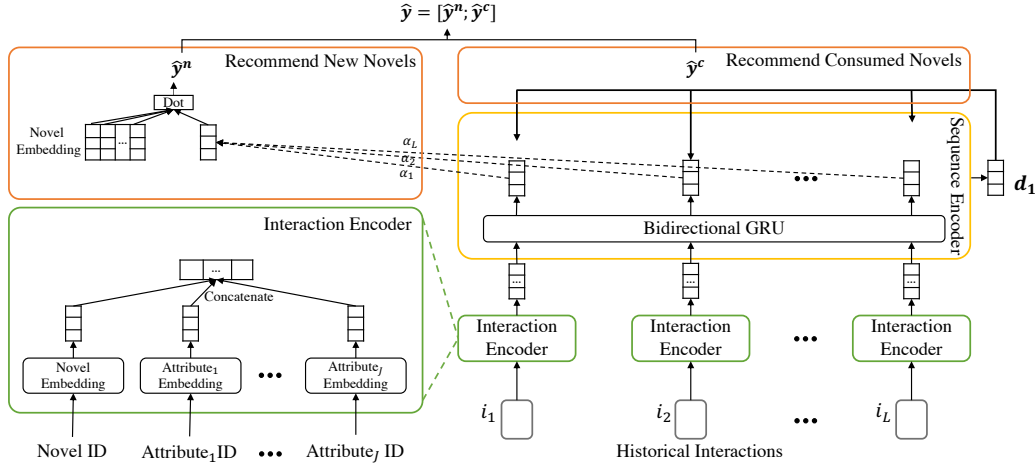 ŷ = [ŷⁿ; ŷᶜ]
Recommend New Novels
ŷⁿ
Dot
Novel
Embedding
...
α_L
α₂
α₁
Recommend Consumed Novels
ŷᶜ
Sequence Encoder
•••
d₁
Bidirectional GRU
...
...
...
Interaction
Encoder
Interaction
Encoder
•••
Interaction
Encoder
i₁
i₂
•••
i_L
Historical Interactions
Interaction Encoder
...
Concatenate
Novel
Embedding
Attribute₁
Embedding
•••
Attribute_J
Embedding
Novel ID
Attribute₁ID
•••
Attribute_J ID